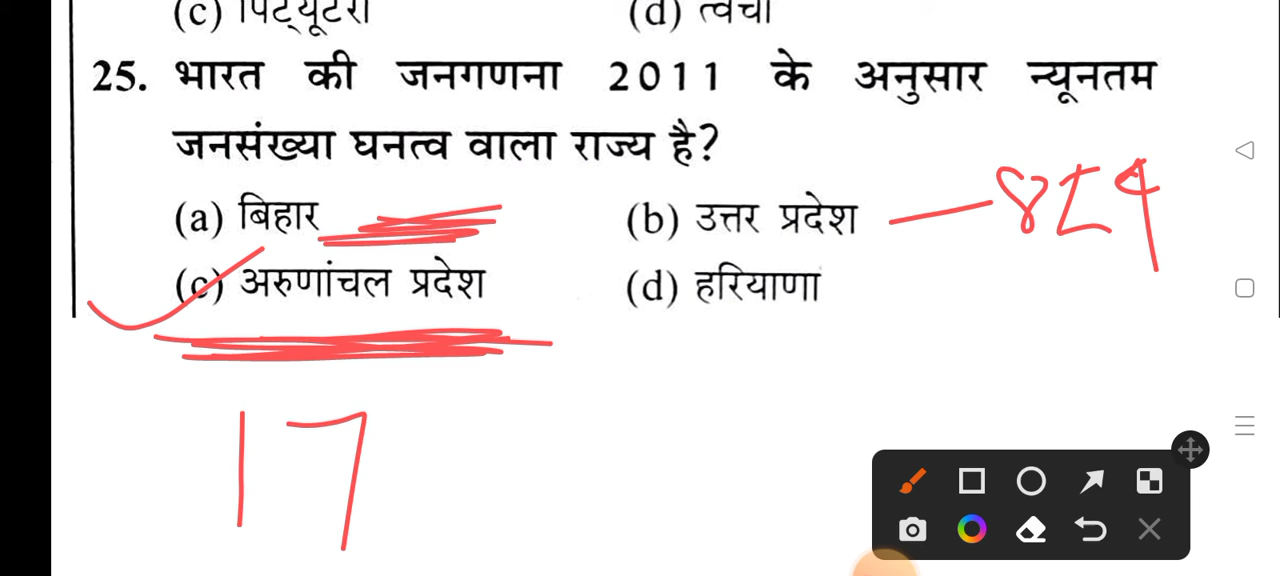 (c) पिट्यूटरी (d) त्वचा
25. भारत की जनगणना 2011 के अनुसार न्यूनतम
जनसंख्या घनत्व वाला राज्य है?
(a) बिहार (b) उत्तर प्रदेश
(c) अरुणांचल प्रदेश (d) हरियाणा
17